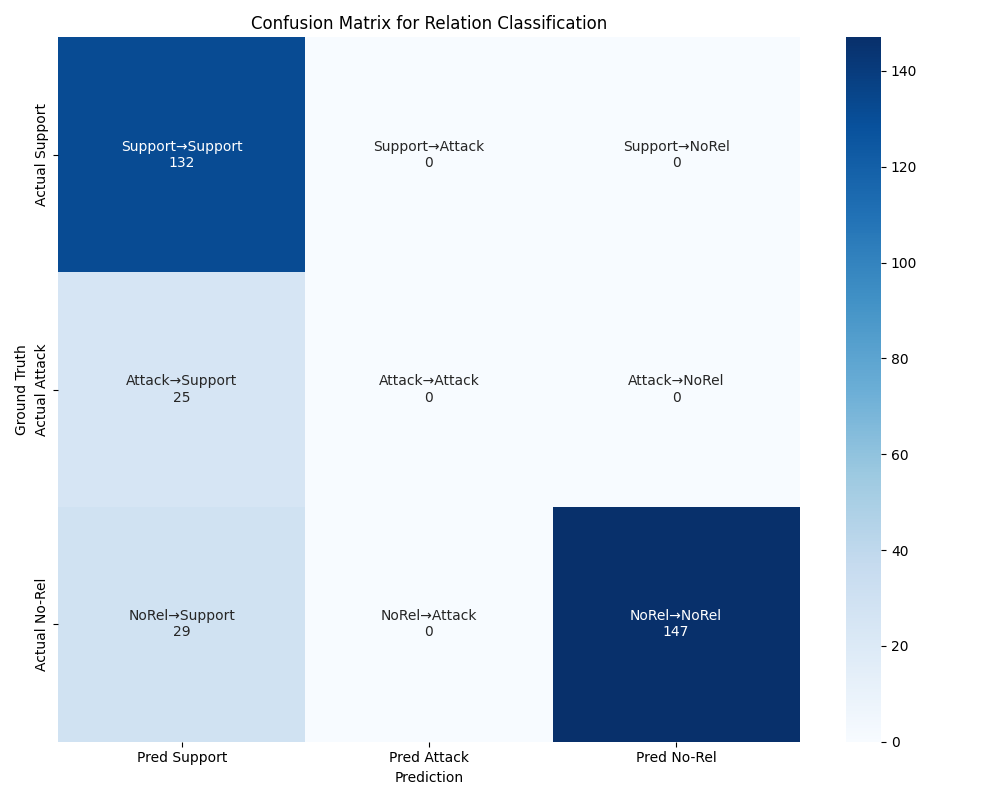 Confusion Matrix for Relation Classification
Ground Truth
Actual Support
Actual Attack
Actual No-Rel
Support→Support
132
Support→Attack
0
Support→NoRel
0
Attack→Support
25
Attack→Attack
0
Attack→NoRel
0
NoRel→Support
29
NoRel→Attack
0
NoRel→NoRel
147
Pred Support
Pred Attack
Pred No-Rel
Prediction
140
120
100
80
60
40
20
0